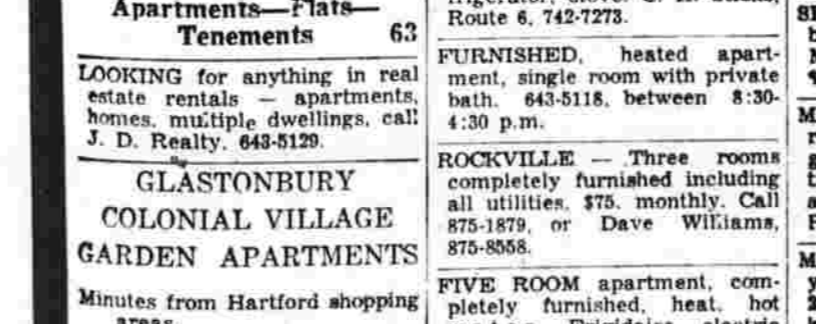 Apartments—Flats—
Tenements 63
LOOKING for anything in real
estate rentals — apartments,
homes, multiple dwellings, call
J. D. Realty. 643-5129.
GLASTONBURY
COLONIAL VILLAGE
GARDEN APARTMENTS
Minutes from Hartford shopping
areas
Route 6, 742-7273.
FURNISHED, heated apart-
ment, single room with private
bath. 643-5118, between 8:30-
4:30 p.m.
ROCKVILLE — Three rooms
completely furnished including
all utilities, $75. monthly. Call
875-1879, or Dave Williams,
875-8558.
FIVE ROOM apartment, com-
pletely furnished, heat, hot
Frigidaire electric